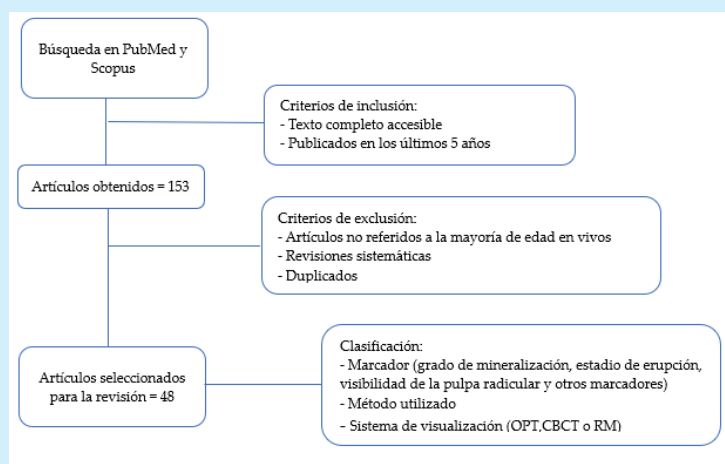 Búsqueda en PubMed y
Scopus
Criterios de inclusión:
- Texto completo accesible
- Publicados en los últimos 5 años
Artículos obtenidos = 153
Criterios de exclusión:
- Artículos no referidos a la mayoría de edad en vivos
- Revisiones sistemáticas
- Duplicados
Artículos seleccionados
para la revisión = 48
Clasificación:
- Marcador (grado de mineralización, estadio de erupción,
visibilidad de la pulpa radicular y otros marcadores)
- Método utilizado
- Sistema de visualización (OPT,CBCT o RM)